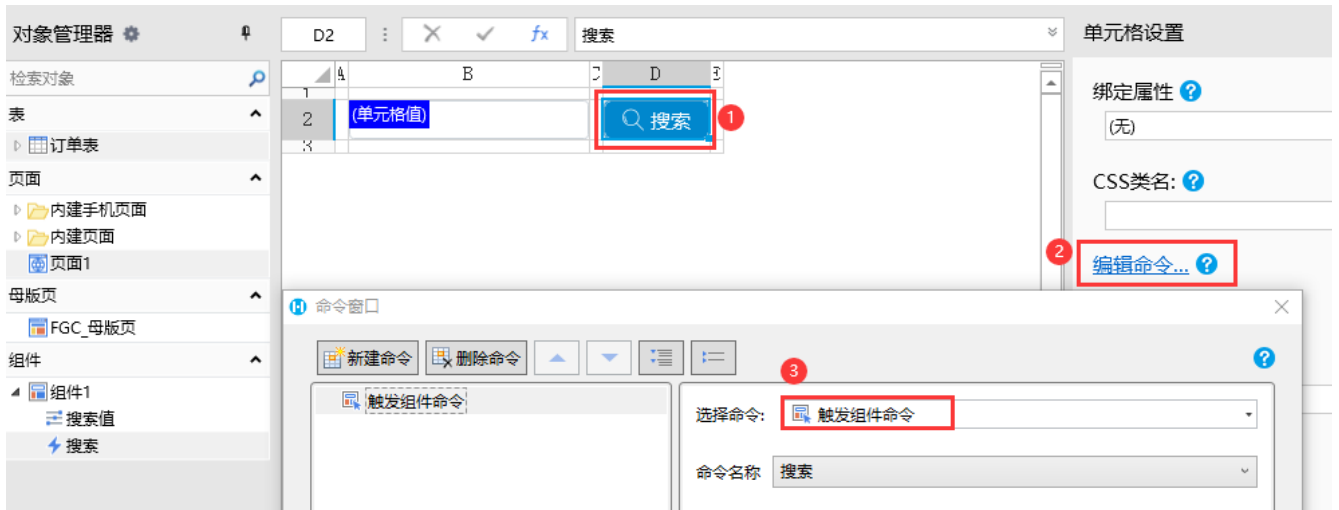 对象管理器
D2
fx
搜索
单元格设置
检索对象
A B C D E
绑定属性
(无)
表
1
2
(单元格值)
搜索
1
3
订单表
页面
CSS类名:
内建手机页面
内建页面
页面1
2
编辑命令...
母版页
命令窗口
FGC_母版页
新建命令
删除命令
组件
3
组件1
触发组件命令
选择命令:
触发组件命令
搜索值
搜索
命令名称
搜索